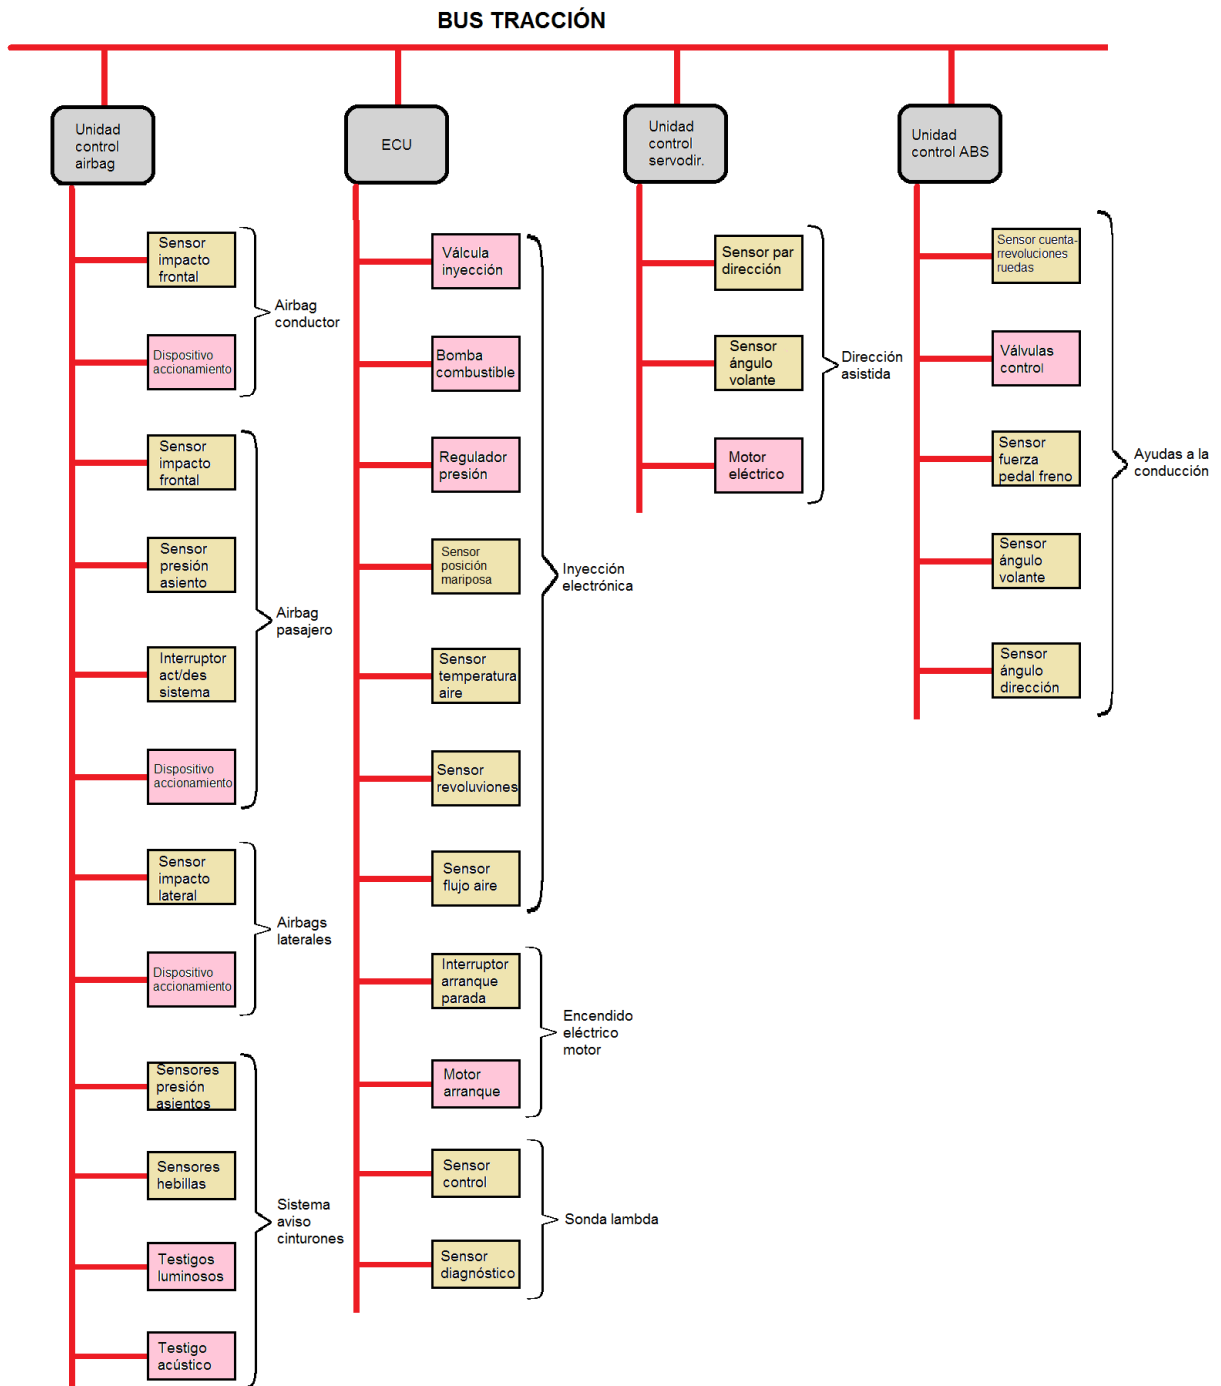 BUS TRACCIÓN
Unidad
control
airbag
ECU
Unidad
control
servodir.
Unidad
control ABS
Sensor
impacto
frontal
Dispositivo
accionamiento
Airbag
conductor
Sensor
impacto
frontal
Sensor
presión
asiento
Interruptor
act/des
sistema
Dispositivo
accionamiento
Airbag
pasajero
Sensor
impacto
lateral
Dispositivo
accionamiento
Airbags
laterales
Sensores
presión
asientos
Sensores
hebillas
Testigos
luminosos
Testigo
acústico
Sistema
aviso
cinturones
Válcula
inyección
Bomba
combustible
Regulador
presión
Sensor
posición
mariposa
Sensor
temperatura
aire
Sensor
revoluviones
Sensor
flujo aire
Inyección
electrónica
Interruptor
arranque
parada
Motor
arranque
Encendido
eléctrico
motor
Sensor
control
Sensor
diagnóstico
Sonda lambda
Sensor par
dirección
Sensor
ángulo
volante
Motor
eléctrico
Dirección
asistida
Sensor cuenta-
rrevoluciones
ruedas
Válvulas
control
Sensor
fuerza
pedal freno
Sensor
ángulo
volante
Sensor
ángulo
dirección
Ayudas a la
conducción